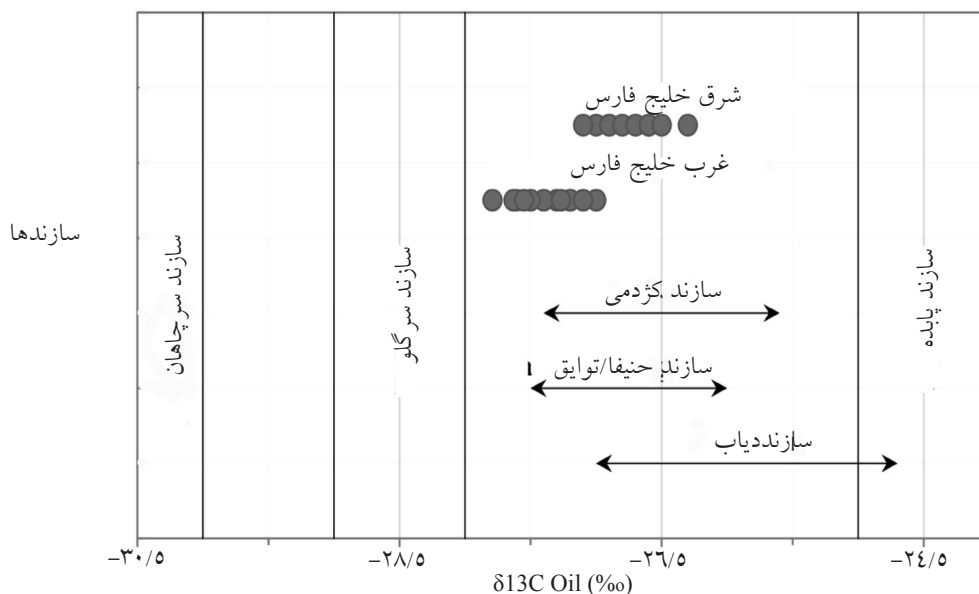 شرق خلیج فارس
غرب خلیج فارس
سازندها
سازند سرچاهان
سازند سرگلو
سازند پابده
سازند کژدمی
سازند حنیفا/توایق
سازنددیاب
−۳۰/۵
−۲۸/۵
−۲۶/۵
−۲۴/۵
δ13C Oil (‰)